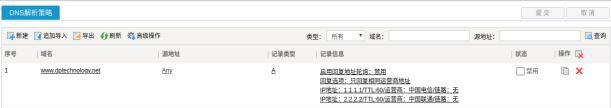 DNS解析策略
提 交 取 消
新建 追加导入 导出 刷新 高级操作 类型: 所有 域名: 源地址: 查询
序号 域名 源地址 记录类型 记录信息 状态 操作
1 www.dptechnology.net Any A 启用回复地址轮询: 禁用 禁用
回复选项: 只回复相同运营商地址
IP地址: 1.1.1.1/TTL:60/运营商: 中国电信/链路: 无
IP地址: 2.2.2.2/TTL:60/运营商: 中国联通/链路: 无